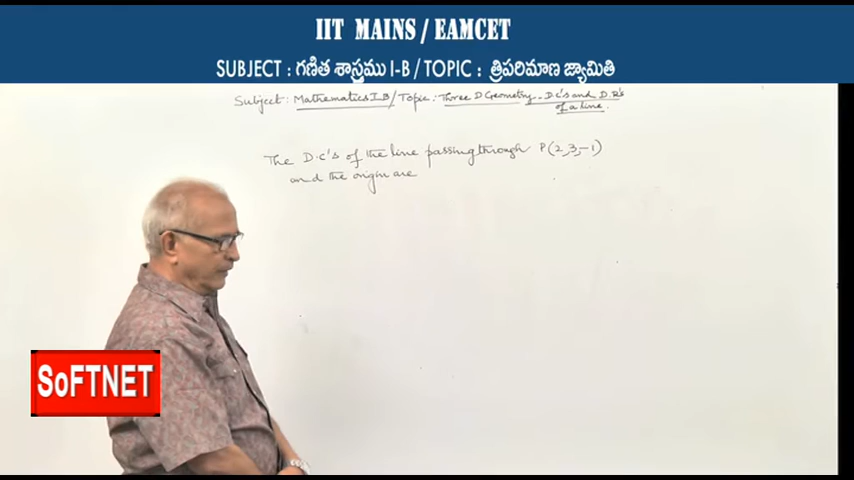 IIT MAINS / EAMCET
SUBJECT : గణిత శాస్త్రము I-B / TOPIC : త్రిపరిమాణ జ్యామితి
Subject: Mathematics I B / Topic: Three D Geometry - D.C's and D.R's
of a line.
The D.C's of the line passing through P(2,3,-1)
and the origin are
SoFTNET